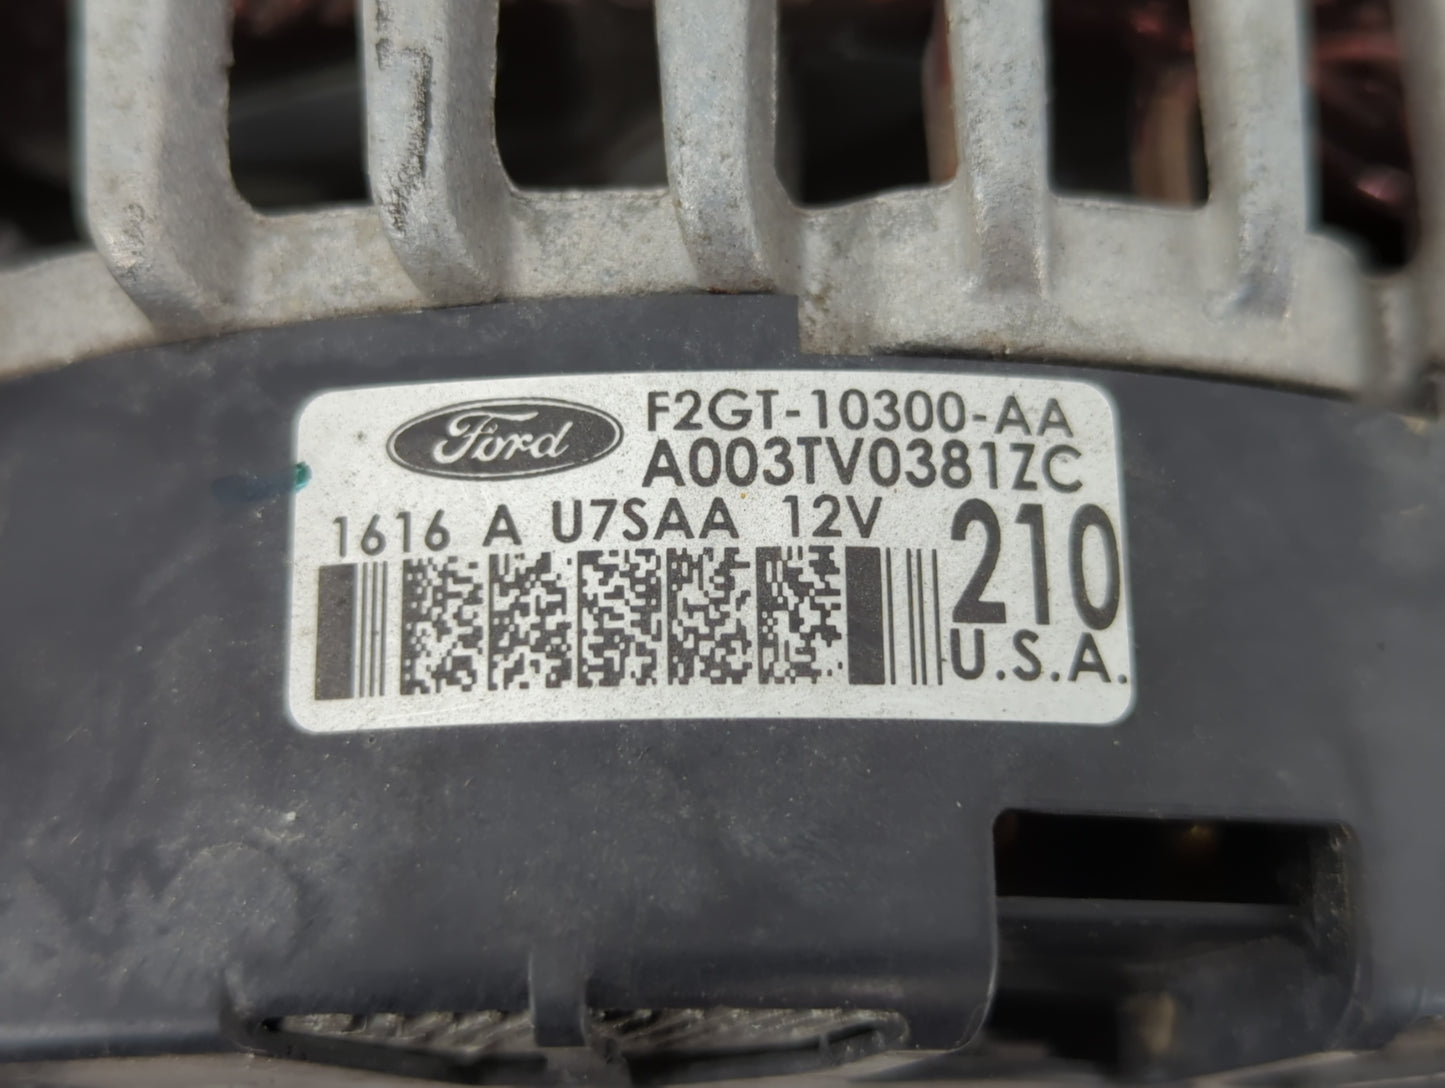 Ford
F2GT-10300-AA
A003TV0381ZC
1616 A U7SAA 12V
210
U.S.A.